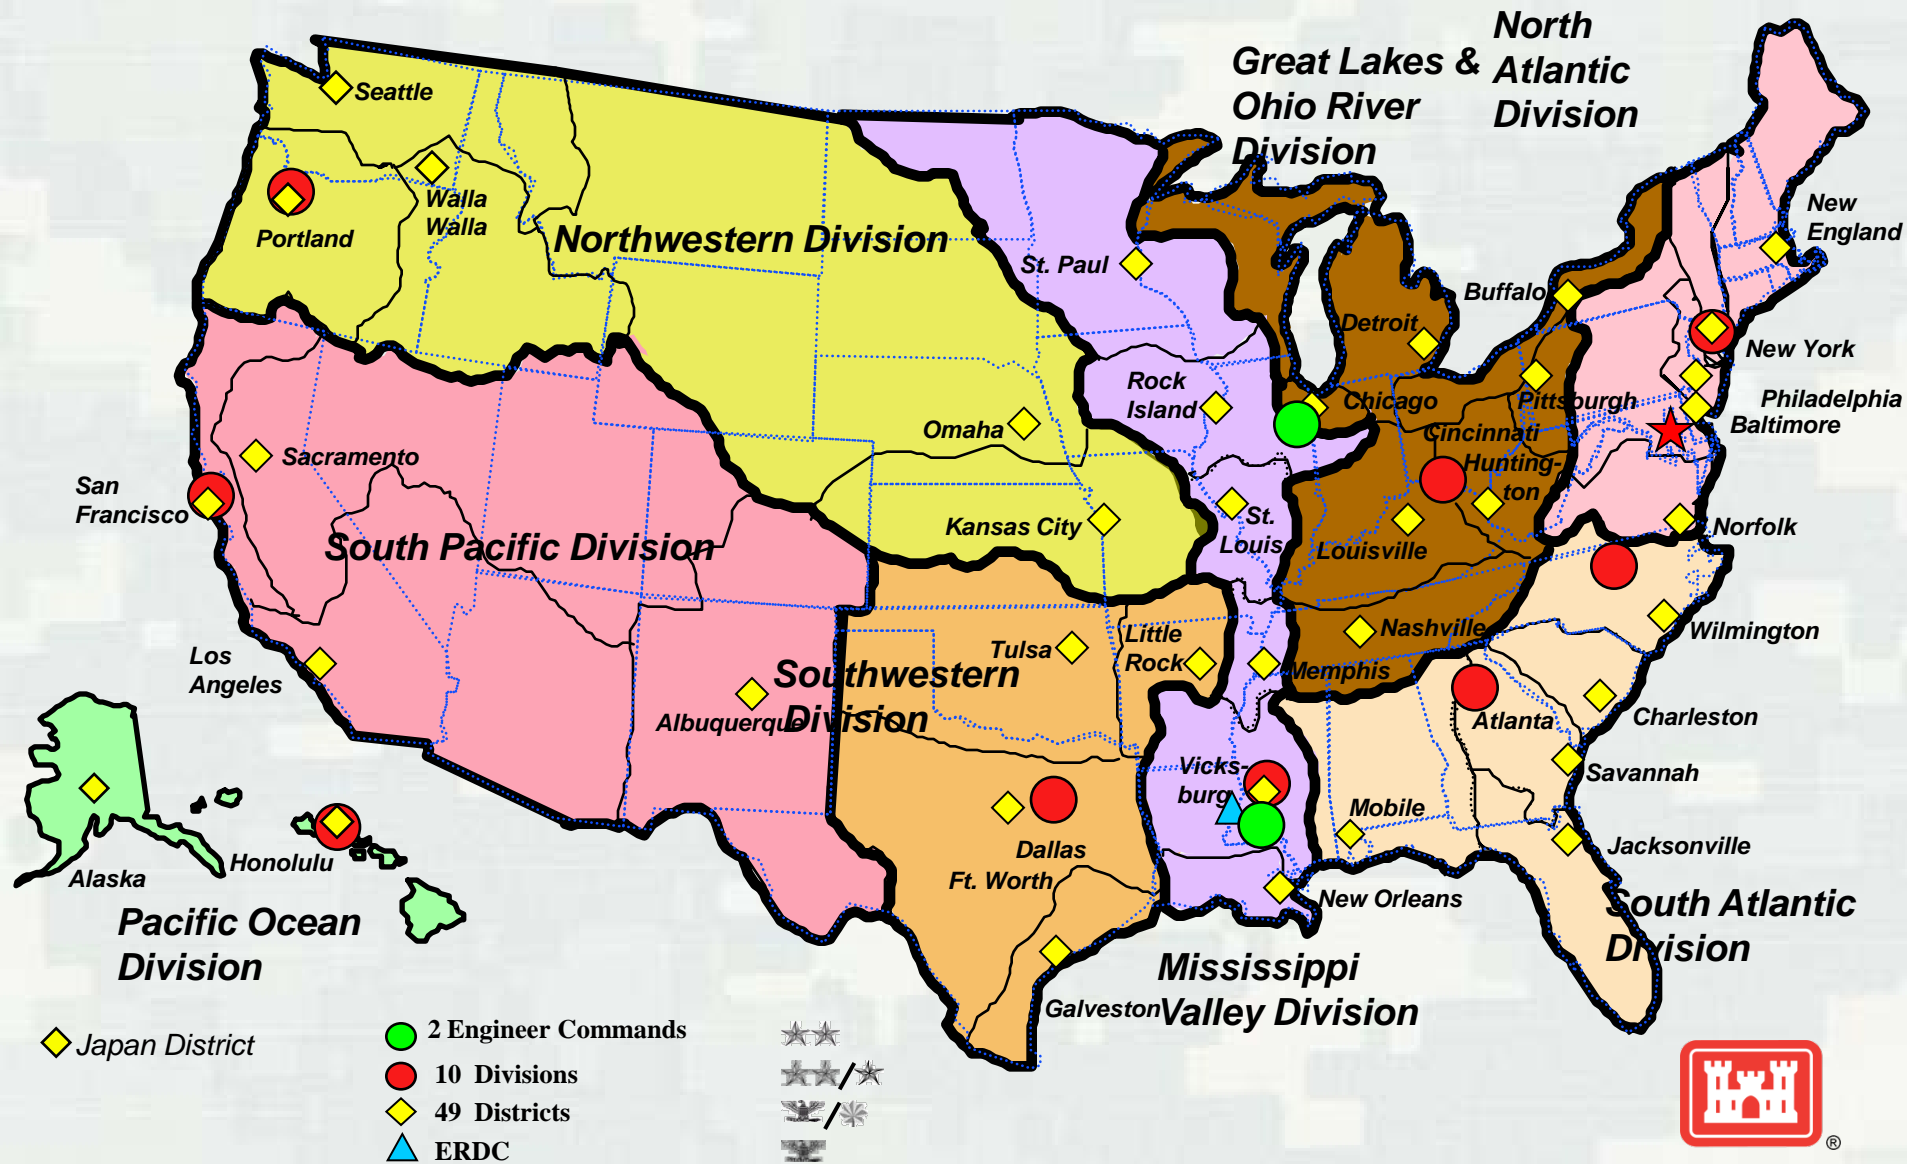 North
Atlantic
Division
Great Lakes &
Ohio River
Division
Seattle
Walla
Walla
Portland
Northwestern Division
St. Paul
New
England
Buffalo
Detroit
New York
Rock
Island
Chicago
Pittsburgh
Philadelphia
Baltimore
Omaha
Cincinnati
Hunting-
ton
Sacramento
San
Francisco
Kansas City
St.
Louis
Louisville
Norfolk
South Pacific Division
Los
Angeles
Tulsa
Little
Rock
Nashville
Wilmington
Memphis
Southwestern
Division
Albuquerque
Atlanta
Charleston
Vicks-
burg
Savannah
Mobile
Jacksonville
Dallas
Ft. Worth
Honolulu
Alaska
New Orleans
South Atlantic
Division
Pacific Ocean
Division
Mississippi
Valley Division
Galveston
Japan District
2 Engineer Commands
10 Divisions
49 Districts
ERDC
/
/
®